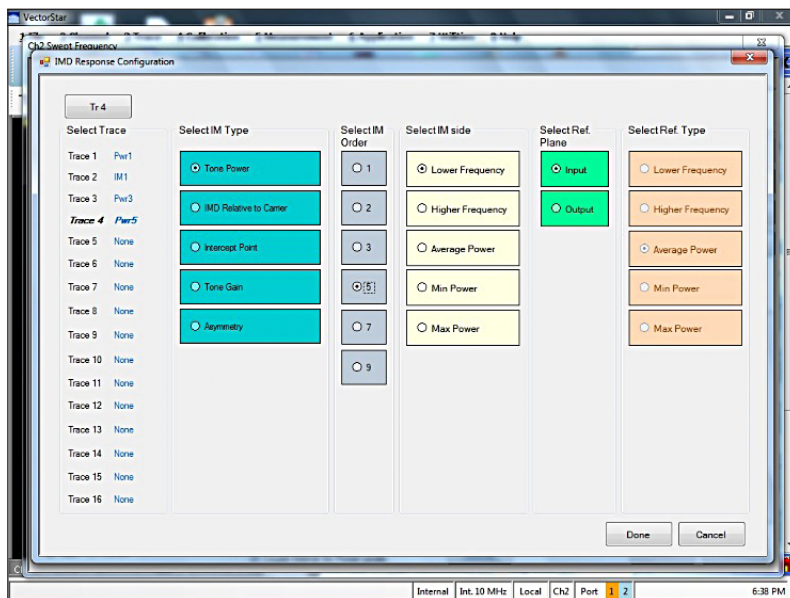 VectorStar
Ch2 Swept Frequency
IMD Response Configuration
Tr 4
Select Trace
Trace 1 Pwr1
Trace 2 IM1
Trace 3 Pwr3
Trace 4 Pwr5
Trace 5 None
Trace 6 None
Trace 7 None
Trace 8 None
Trace 9 None
Trace 10 None
Trace 11 None
Trace 12 None
Trace 13 None
Trace 14 None
Trace 15 None
Trace 16 None
Select IM Type
Tone Power
IMD Relative to Carrier
Intercept Point
Tone Gain
Asymmetry
Select IM
Order
1
2
3
5
7
9
Select IM side
Lower Frequency
Higher Frequency
Average Power
Min Power
Max Power
Select Ref.
Plane
Input
Output
Select Ref. Type
Lower Frequency
Higher Frequency
Average Power
Min Power
Max Power
Done Cancel
Internal Int. 10 MHz Local Ch2 Port 1 2 6:38 PM